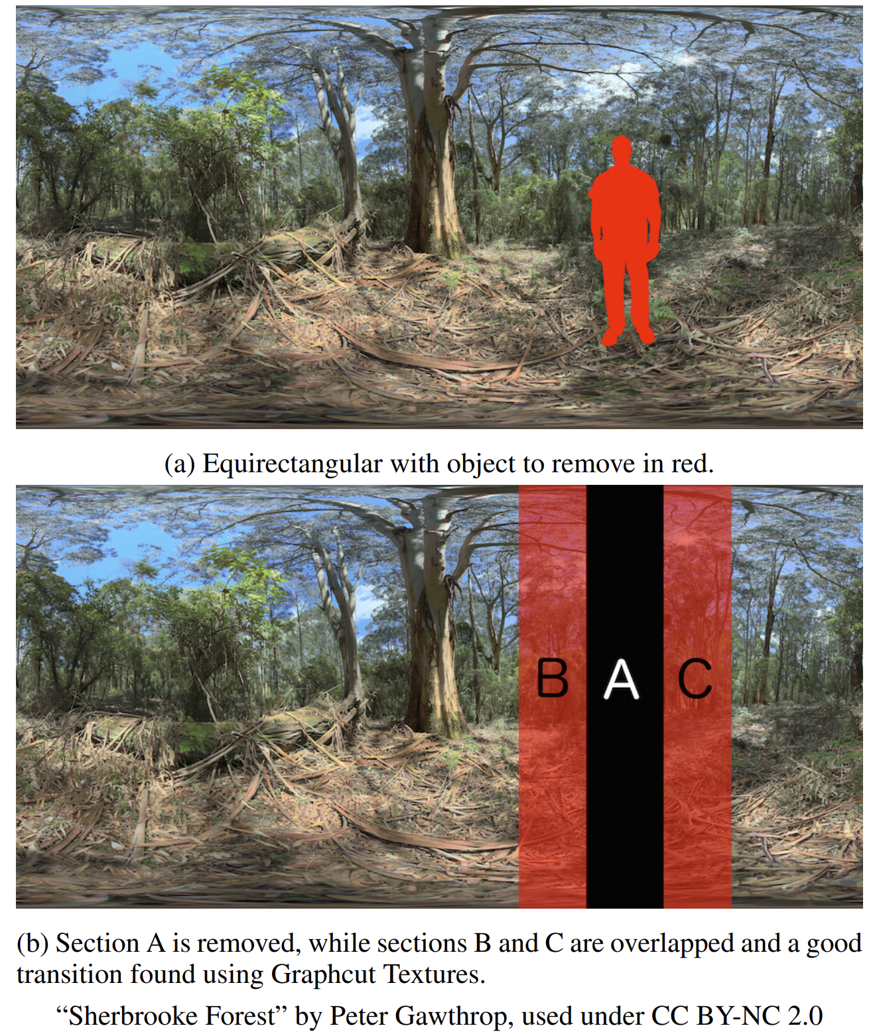 (a) Equirectangular with object to remove in red.
B A C
(b) Section A is removed, while sections B and C are overlapped and a good
transition found using Graphcut Textures.
“Sherbrooke Forest” by Peter Gawthrop, used under CC BY-NC 2.0